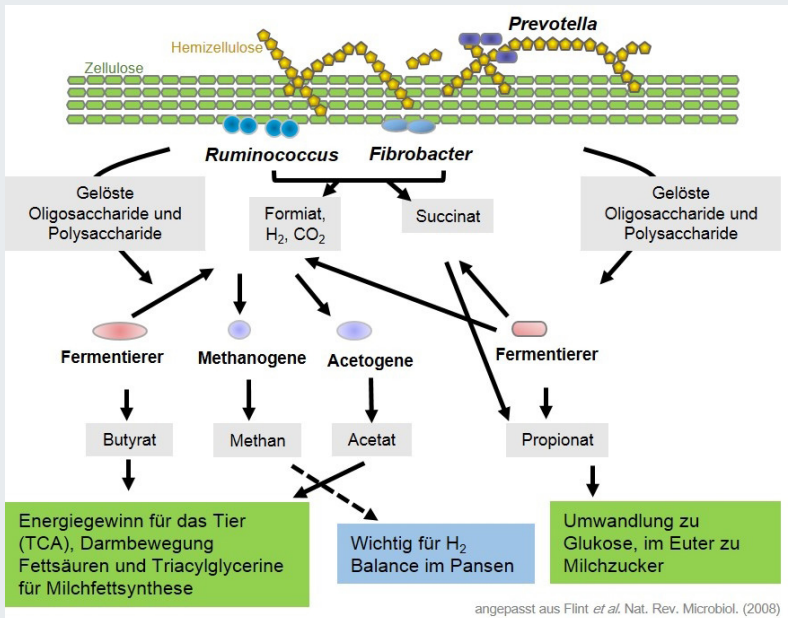 Prevotella
Hemizellulose
Zellulose
Ruminococcus
Fibrobacter
Gelöste
Oligosaccharide und
Polysaccharide
Formiat,
H₂, CO₂
Succinat
Gelöste
Oligosaccharide und
Polysaccharide
Fermentierer
Methanogene
Acetogene
Fermentierer
Butyrat
Methan
Acetat
Propionat
Energiegewinn für das Tier
(TCA), Darmbewegung
Fettsäuren und Triacylglycerine
für Milchfettsynthese
Wichtig für H₂
Balance im Pansen
Umwandlung zu
Glukose, im Euter zu
Milchzucker
angepasst aus Flint et al. Nat. Rev. Microbiol. (2008)